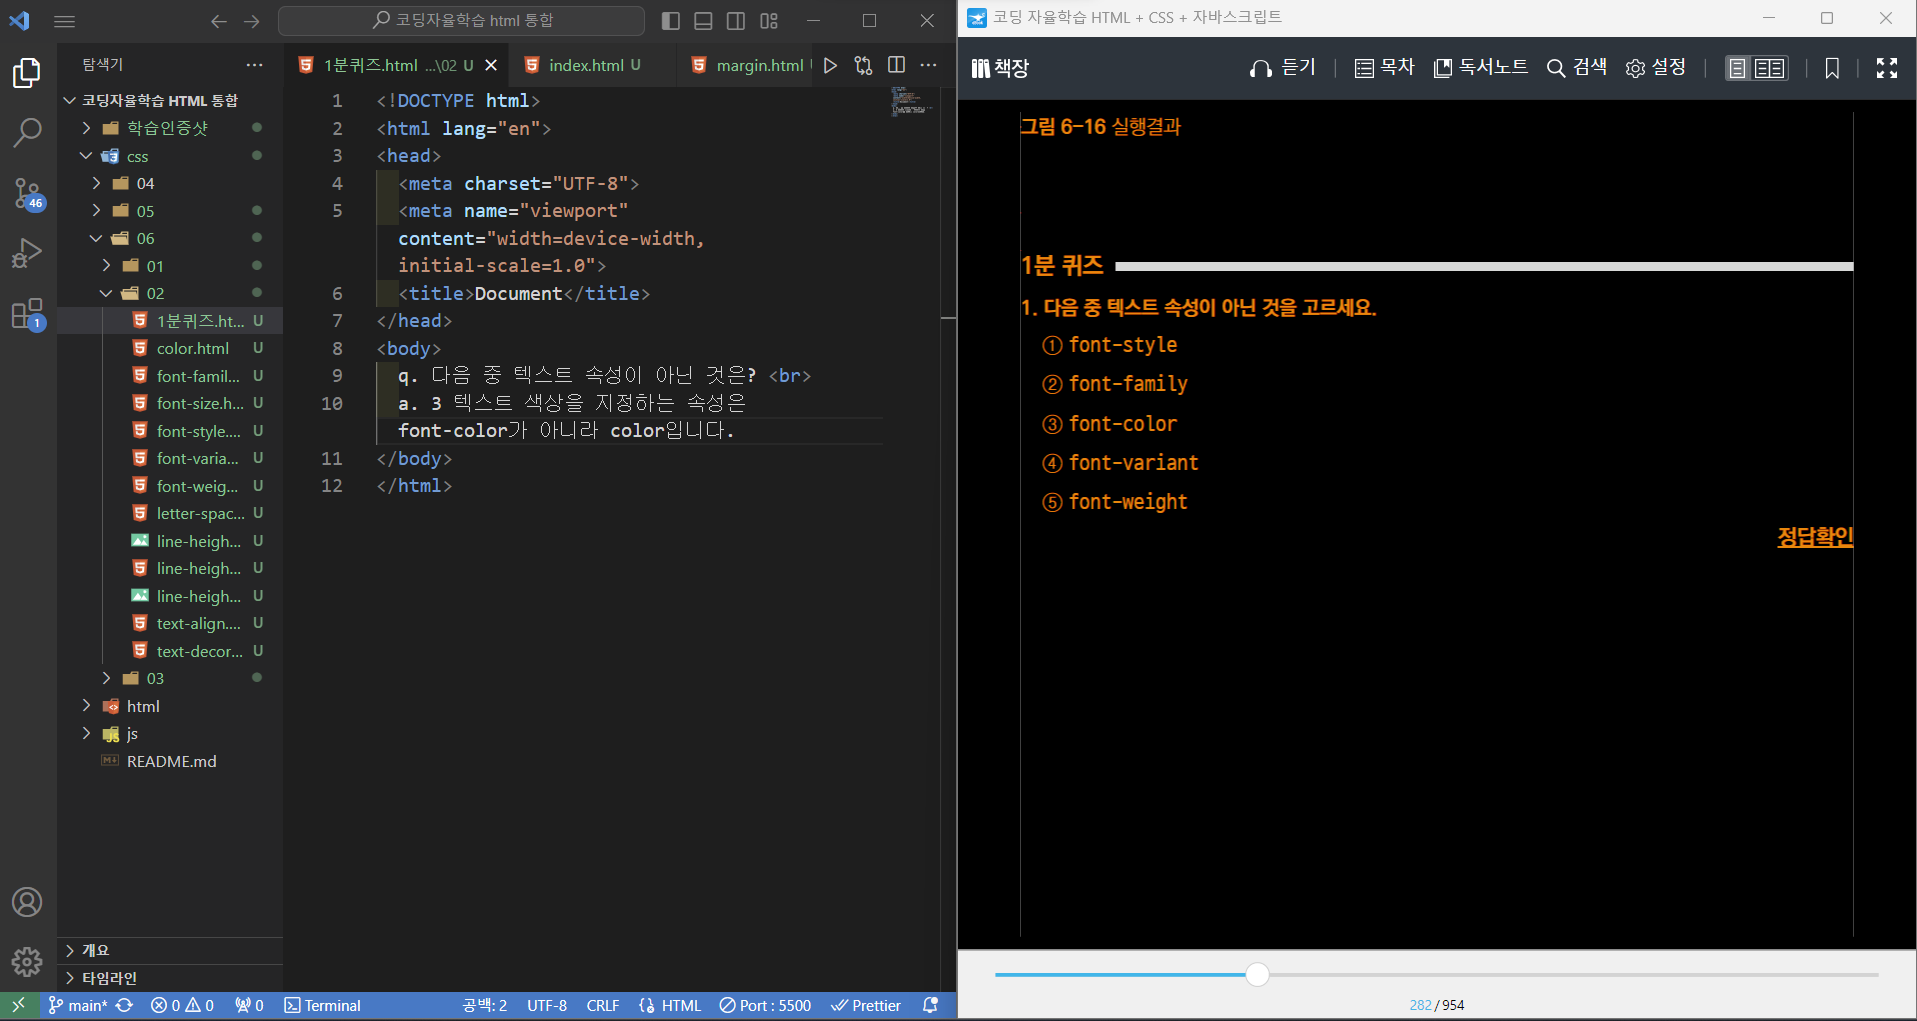 코딩자율학습 html 통합
탐색기
코딩자율학습 HTML 통합
학습인증샷
css
04
05
06
01
02
1분퀴즈.ht... U
color.html U
font-famil... U
font-size.h... U
font-style.... U
font-varia... U
font-weig... U
letter-spac... U
line-heigh... U
line-heigh... U
line-heigh... U
text-align.... U
text-decor... U
03
html
js
README.md
개요
타임라인
46
1
1분퀴즈.html ...\02 U
index.html U
margin.html
1 <!DOCTYPE html>
2 <html lang="en">
3 <head>
4 <meta charset="UTF-8">
5 <meta name="viewport"
content="width=device-width,
initial-scale=1.0">
6 <title>Document</title>
7 </head>
8 <body>
9 q. 다음 중 텍스트 속성이 아닌 것은? <br>
10 a. 3 텍스트 색상을 지정하는 속성은
font-color가 아니라 color입니다.
11 </body>
12 </html>
main* 0 0 0 Terminal 공백: 2 UTF-8 CRLF HTML Port : 5500 Prettier
코딩 자율학습 HTML + CSS + 자바스크립트
책장 듣기 목차 독서노트 검색 설정
그림 6-16 실행결과
1분 퀴즈
1. 다음 중 텍스트 속성이 아닌 것을 고르세요.
① font-style
② font-family
③ font-color
④ font-variant
⑤ font-weight
정답확인
282 / 954